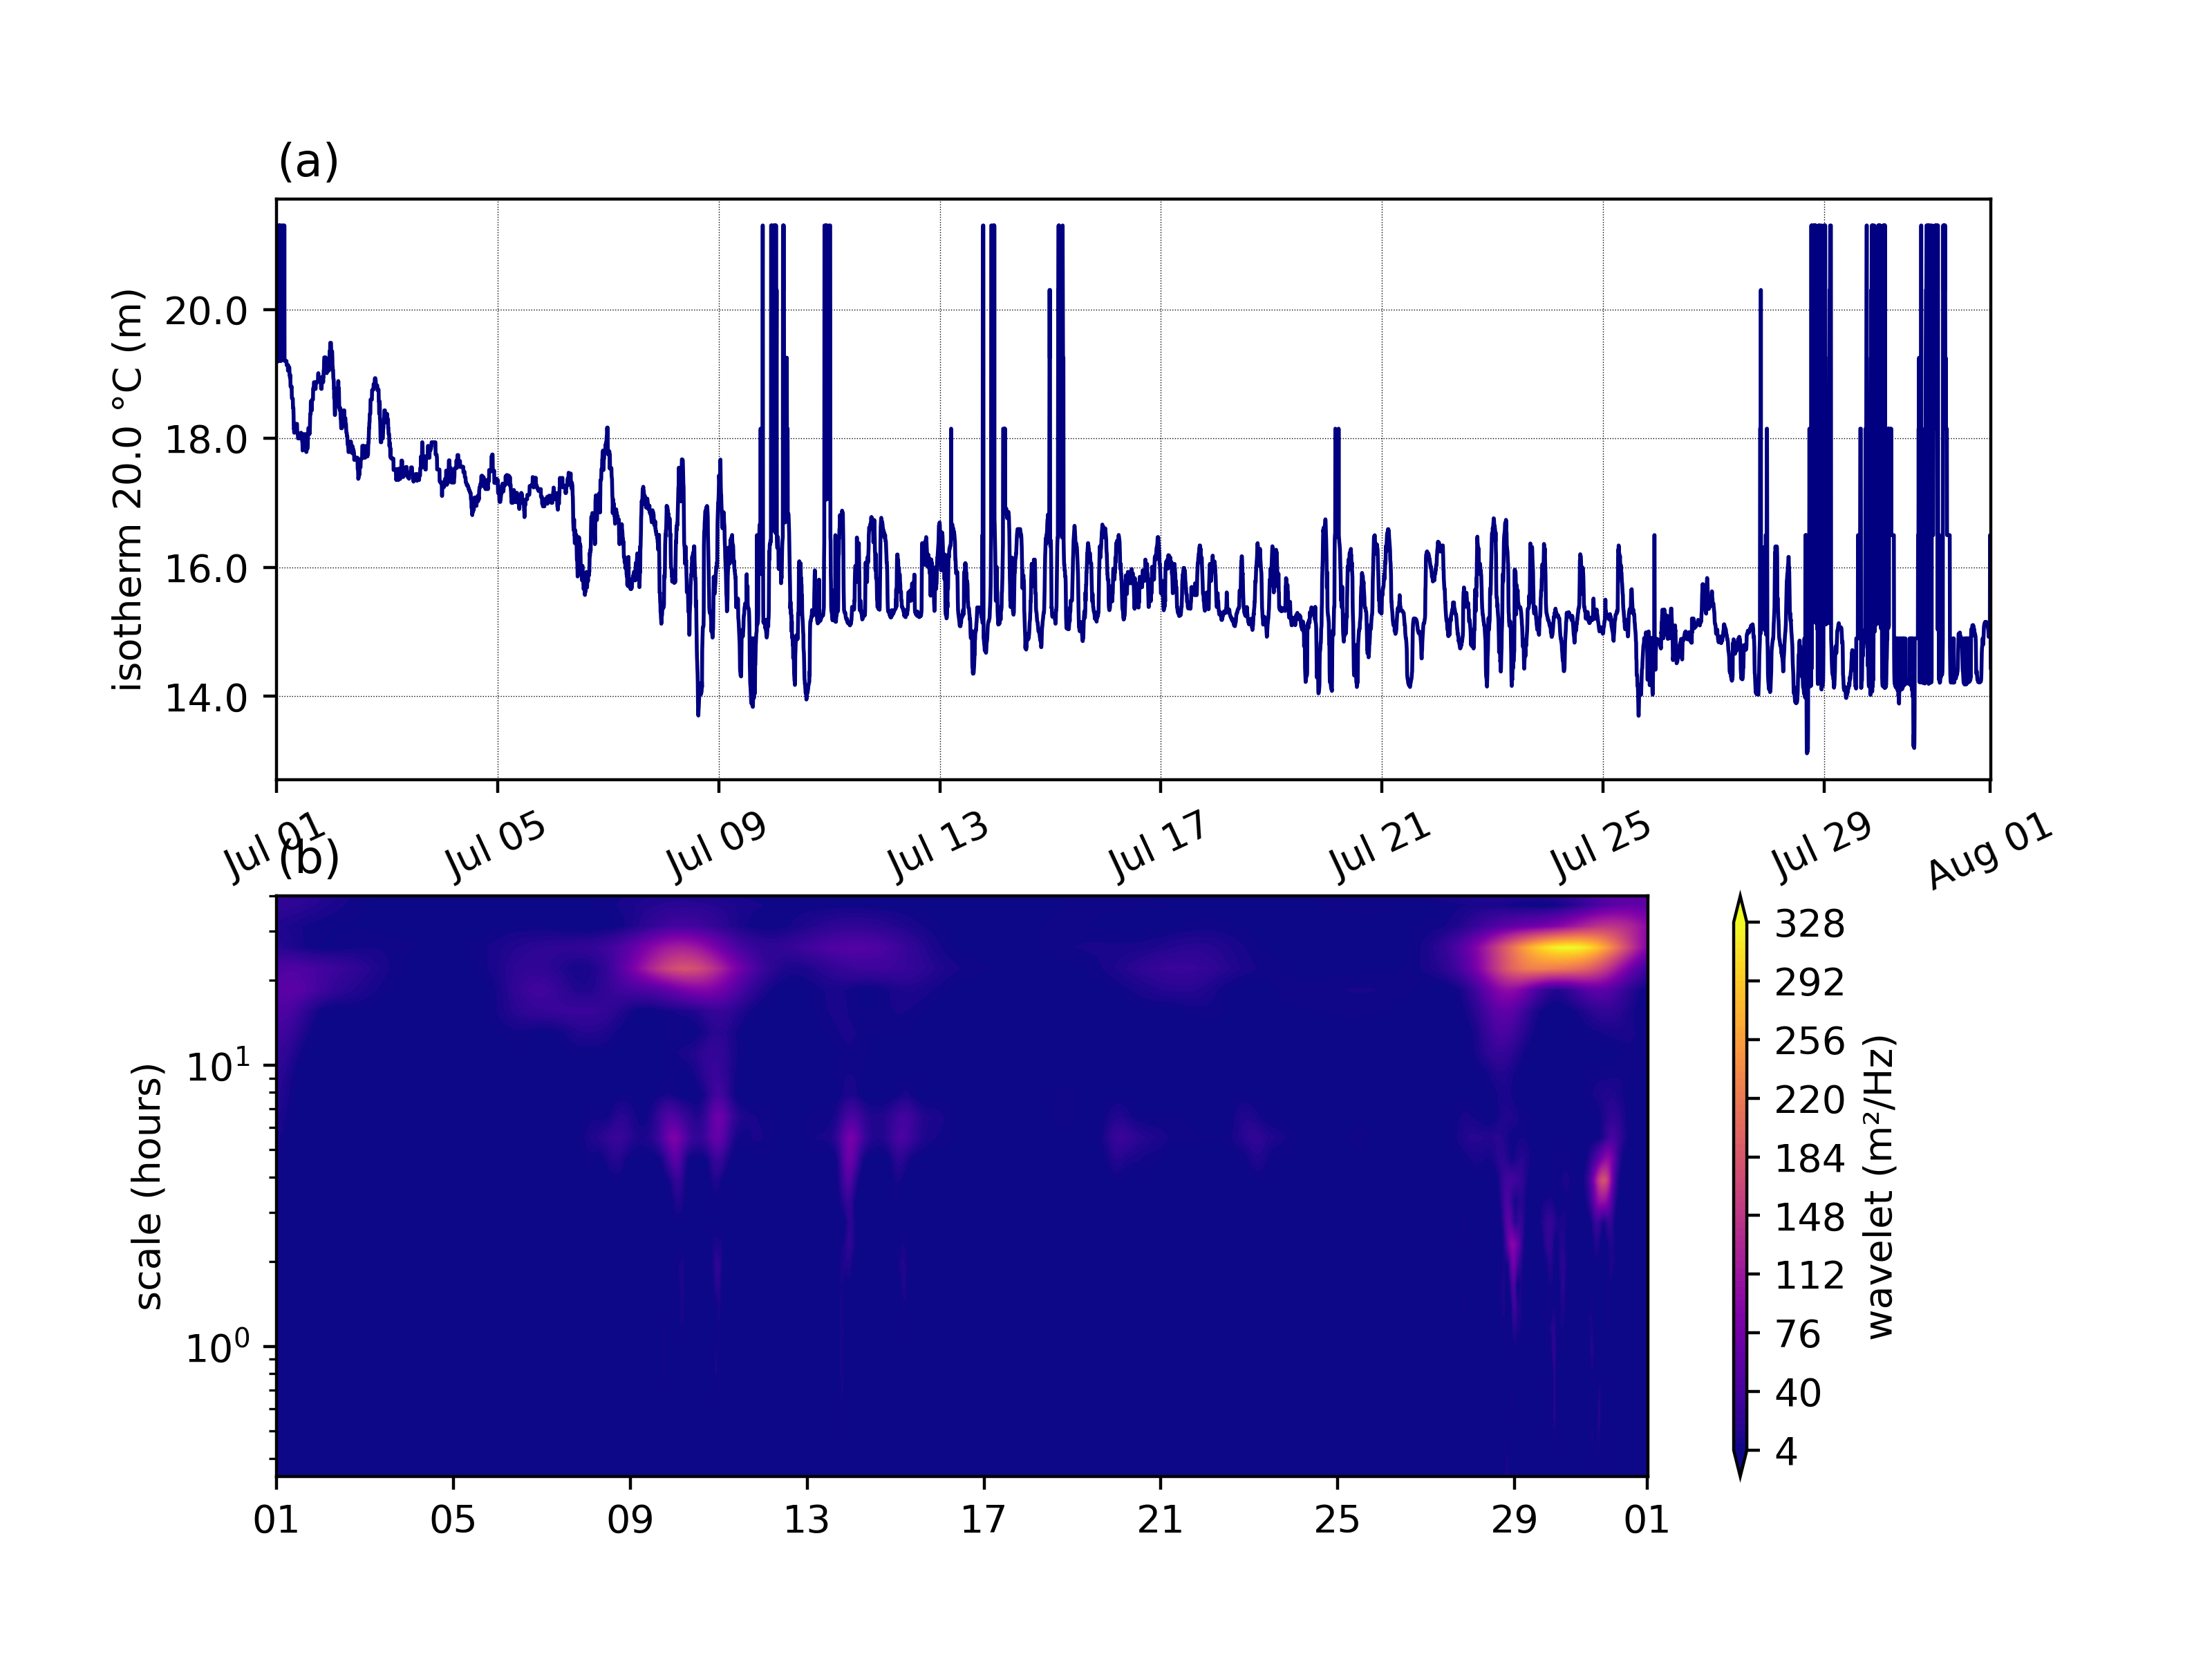 (a)
isotherm 20.0 °C (m)
20.0
18.0
16.0
14.0
Jul 01
Jul 05
Jul 09
Jul 13
Jul 17
Jul 21
Jul 25
Jul 29
Aug 01
(b)
scale (hours)
10¹
10⁰
01
05
09
13
17
21
25
29
01
328
292
256
220
184
148
112
76
40
4
wavelet (m²/Hz)